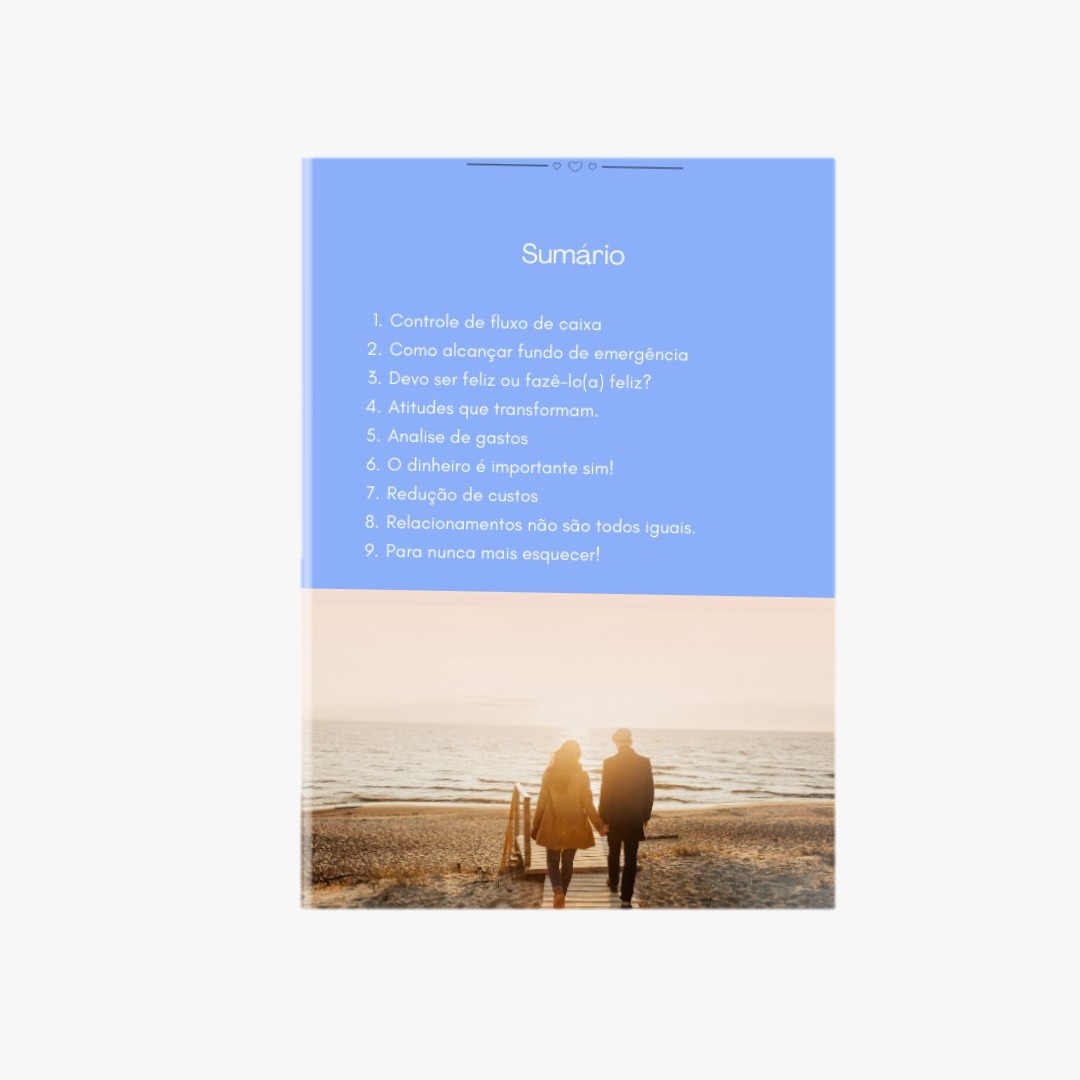 Sumário
1. Controle de fluxo de caixa
2. Como alcançar fundo de emergência
3. Devo ser feliz ou fazê-lo(a) feliz?
4. Atitudes que transformam.
5. Analise de gastos
6. O dinheiro é importante sim!
7. Redução de custos
8. Relacionamentos não são todos iguais.
9. Para nunca mais esquecer!